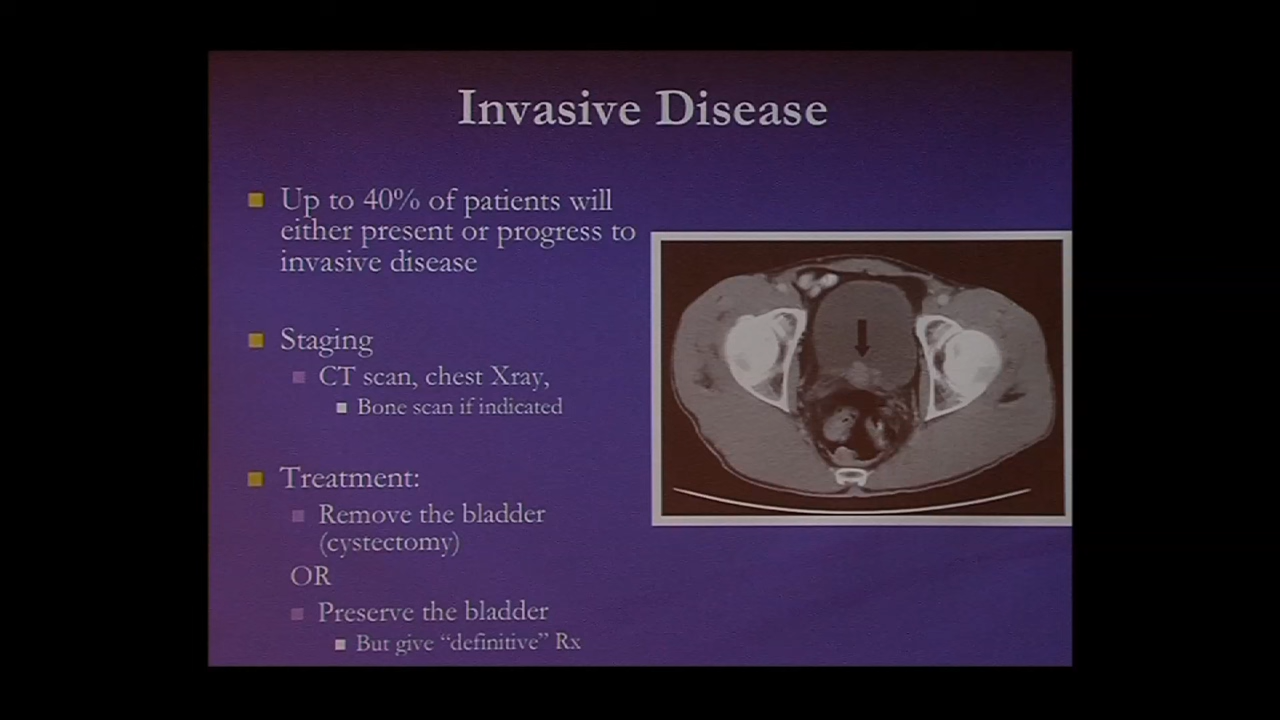 Invasive Disease
Up to 40% of patients will
either present or progress to
invasive disease
Staging
CT scan, chest Xray,
Bone scan if indicated
Treatment:
Remove the bladder
(cystectomy)
OR
Preserve the bladder
But give “definitive” Rx